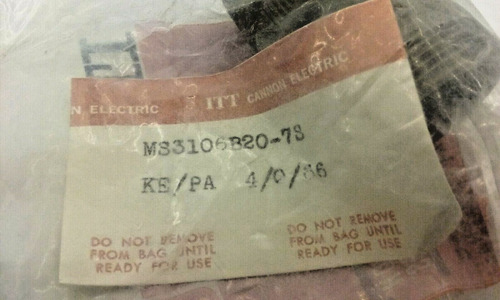 N ELECTRIC ITT CANNON ELECTRIC
MS3106B20-7S
KE/PA 4/0/86
DO NOT REMOVE
FROM BAG UNTIL
READY FOR USE
DO NOT REMOVE
FROM BAG UNTIL
READY FOR USE